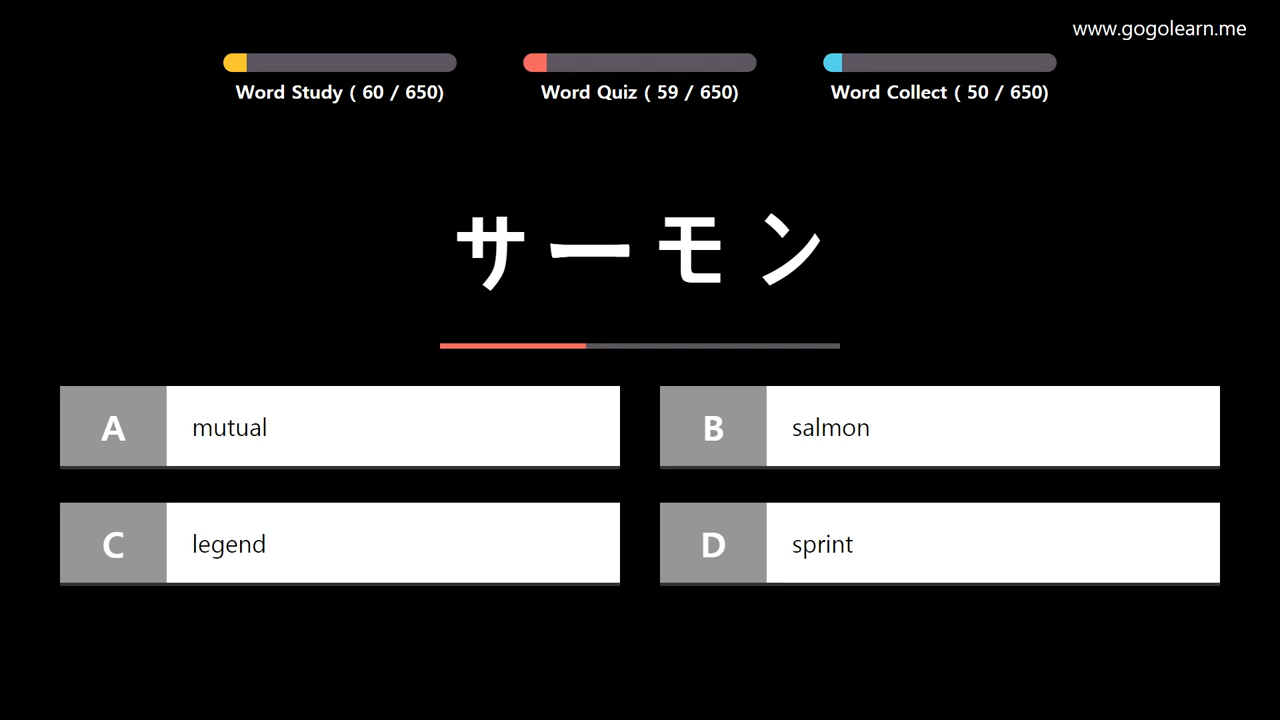 www.gogolearn.me
Word Study ( 60 / 650)
Word Quiz ( 59 / 650)
Word Collect ( 50 / 650)
サーモン
A mutual
B salmon
C legend
D sprint